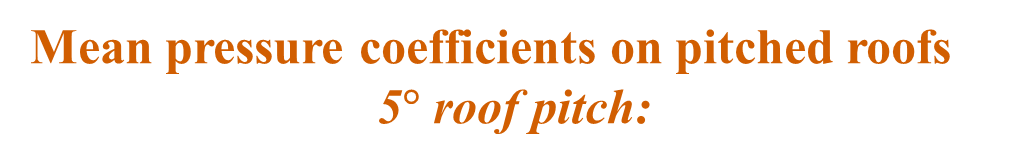 Mean pressure coefficients on pitched roofs
5° roof pitch: